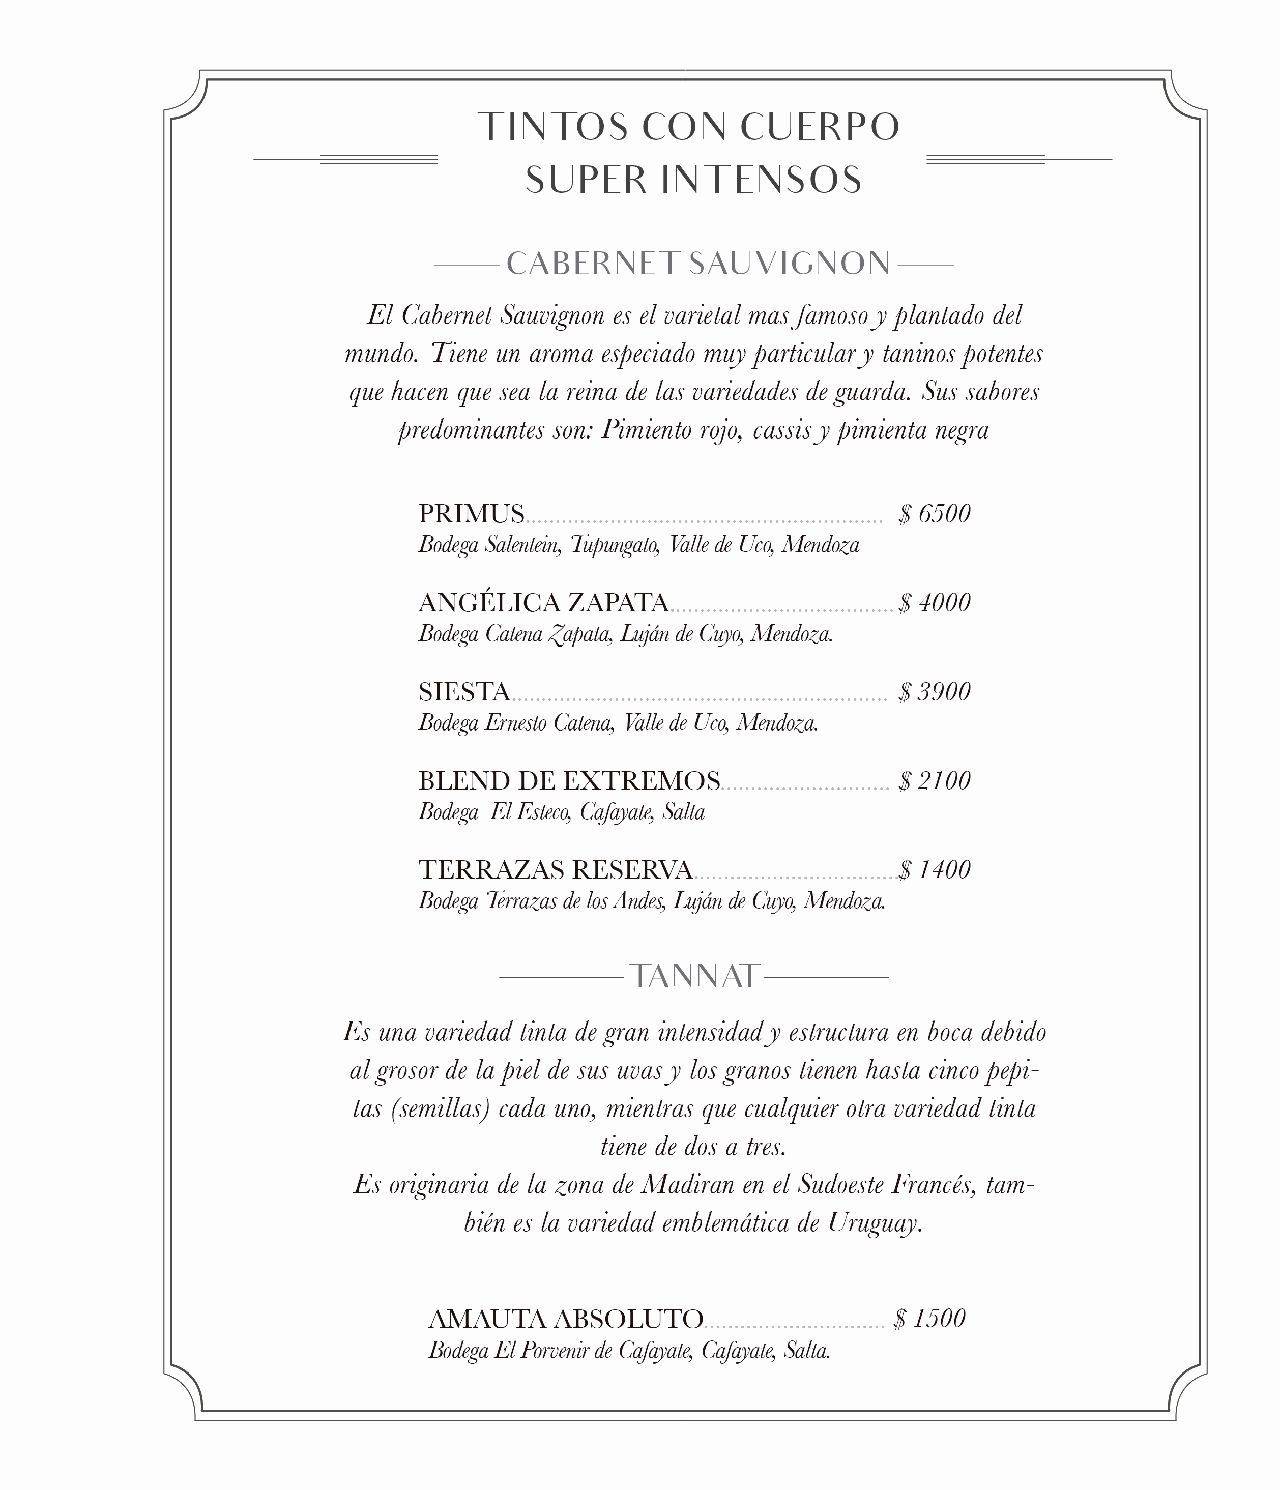 TINTOS CON CUERPO
SUPER INTENSOS
CABERNET SAUVIGNON
El Cabernet Sauvignon es el varietal mas famoso y plantado del
mundo. Tiene un aroma especiado muy particular y taninos potentes
que hacen que sea la reina de las variedades de guarda. Sus sabores
predominantes son: Pimiento rojo, cassis y pimienta negra
PRIMUS............................................................ $ 6500
Bodega Salentein, Tupungato, Valle de Uco, Mendoza
ANGÉLICA ZAPATA...................................... $ 4000
Bodega Catena Zapata, Luján de Cuyo, Mendoza.
SIESTA............................................................... $ 3900
Bodega Ernesto Catena, Valle de Uco, Mendoza.
BLEND DE EXTREMOS............................ $ 2100
Bodega El Esteco, Cafayate, Salta
TERRAZAS RESERVA...................................$ 1400
Bodega Terrazas de los Andes, Luján de Cuyo, Mendoza.
TANNAT
Es una variedad tinta de gran intensidad y estructura en boca debido
al grosor de la piel de sus uvas y los granos tienen hasta cinco pepi-
tas (semillas) cada uno, mientras que cualquier otra variedad tinta
tiene de dos a tres.
Es originaria de la zona de Madiran en el Sudoeste Francés, tam-
bién es la variedad emblemática de Uruguay.
AMAUTA ABSOLUTO.............................. $ 1500
Bodega El Porvenir de Cafayate, Cafayate, Salta.